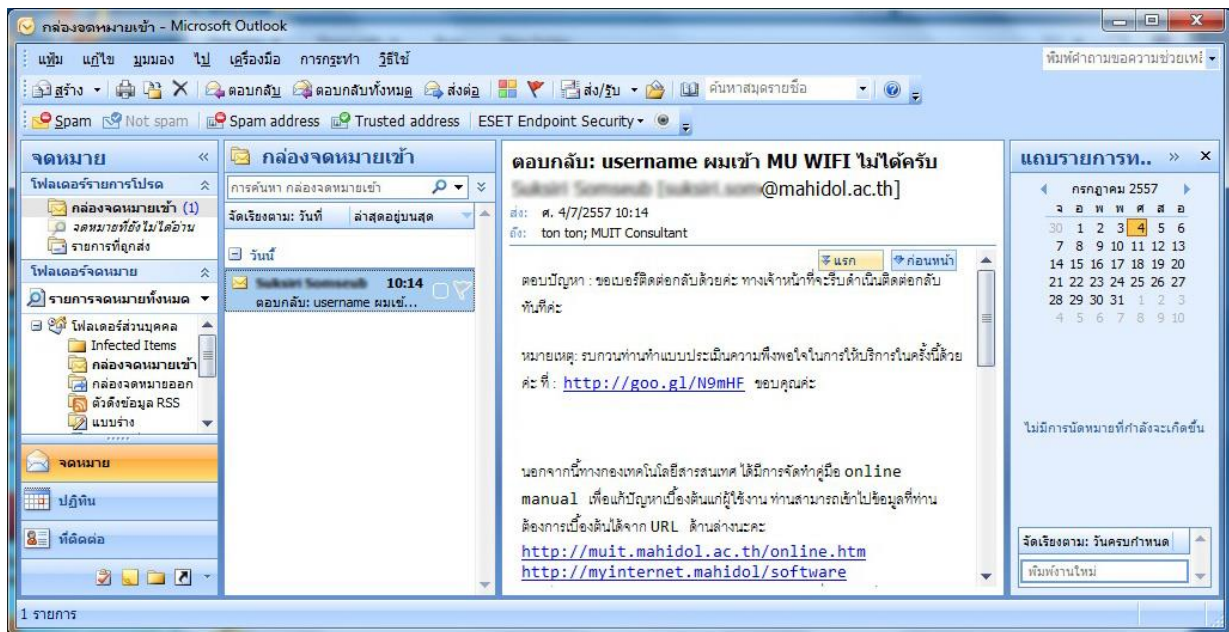 กล่องจดหมายเข้า - Microsoft Outlook
แฟ้ม แก้ไข มุมมอง ไป เครื่องมือ การกระทำ วิธีใช้
พิมพ์คำถามขอความช่วยเหลื
สร้าง ตอบกลับ ตอบกลับทั้งหมด ส่งต่อ ส่ง/รับ ค้นหาสมุดรายชื่อ
Spam Not spam Spam address Trusted address ESET Endpoint Security
จดหมาย
โฟลเดอร์รายการโปรด
กล่องจดหมายเข้า (1)
จดหมายที่ยังไม่ได้อ่าน
รายการที่ถูกส่ง
โฟลเดอร์จดหมาย
รายการจดหมายทั้งหมด
โฟลเดอร์ส่วนบุคคล
Infected Items
กล่องจดหมายเข้า
กล่องจดหมายออก
ตัวดึงข้อมูล RSS
แบบร่าง
จดหมาย
ปฏิทิน
ที่ติดต่อ
1 รายการ
กล่องจดหมายเข้า
การค้นหา กล่องจดหมายเข้า
จัดเรียงตาม: วันที่ ล่าสุดอยู่บนสุด
วันนี้
10:14
ตอบกลับ: username ผมเข้...
ตอบกลับ: username ผมเข้า MU WIFI ไม่ได้ครับ
@mahidol.ac.th]
ส่ง: ศ. 4/7/2557 10:14
ถึง: ton ton; MUIT Consultant
แรก ก่อนหน้า
ตอบปัญหา : ขอเบอร์ติดต่อกลับด้วยค่ะ ทางเจ้าหน้าที่จะรีบดำเนินติดต่อกลับ
ทันทีค่ะ
หมายเหตุ: รบกวนท่านทำแบบประเมินความพึงพอใจในการให้บริการในครั้งนี้ด้วย
ค่ะ ที่ : http://goo.gl/N9mHF ขอบคุณค่ะ
นอกจากนี้ทางกองเทคโนโลยีสารสนเทศ ได้มีการจัดทำคู่มือ online
manual เพื่อแก้ปัญหาเบื้องต้นแก่ผู้ใช้งาน ท่านสามารถเข้าไปข้อมูลที่ท่าน
ต้องการเบื้องต้นได้จาก URL ด้านล่างนะคะ
http://muit.mahidol.ac.th/online.htm
http://myinternet.mahidol/software
แถบรายการท..
กรกฎาคม 2557
จ อ พ พ ศ ส อ
30 1 2 3 4 5 6
7 8 9 10 11 12 13
14 15 16 17 18 19 20
21 22 23 24 25 26 27
28 29 30 31 1 2 3
4 5 6 7 8 9 10
ไม่มีการนัดหมายที่กำลังจะเกิดขึ้น
จัดเรียงตาม: วันครบกำหนด
พิมพ์งานใหม่